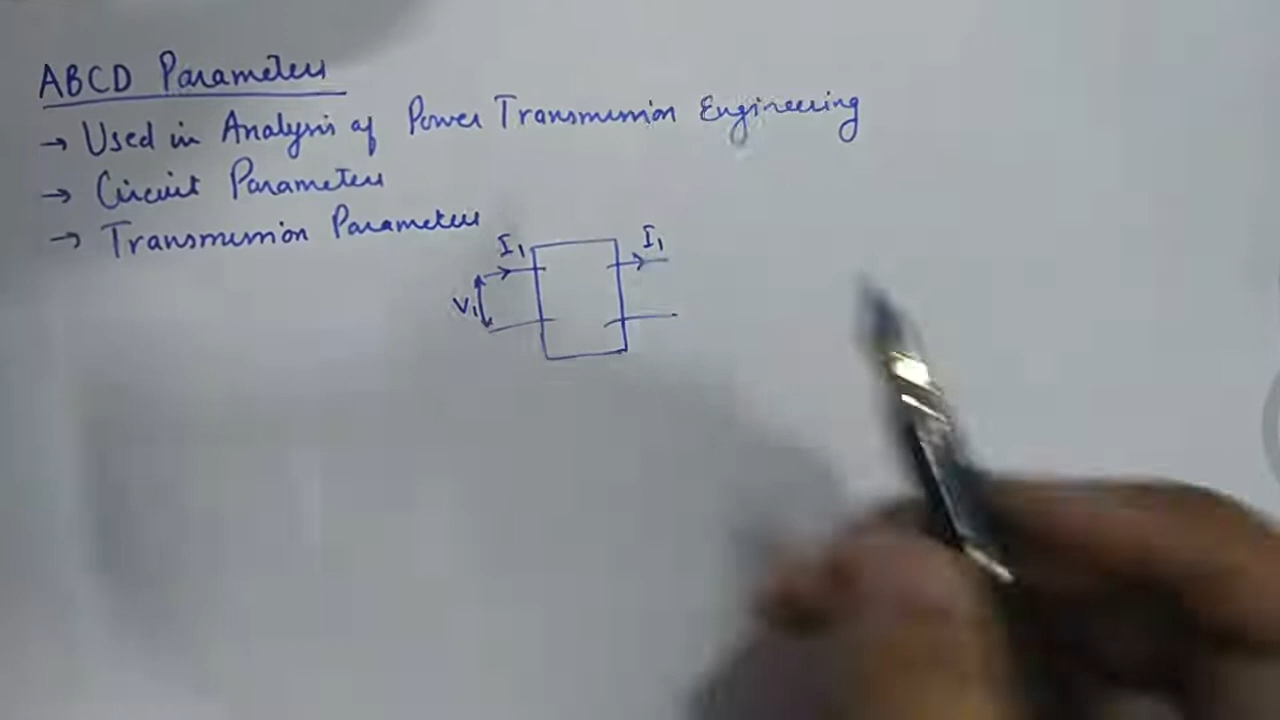 ABCD Parameters
→ Used in Analysis of Power Transmission Engineering
→ Circuit Parameters
→ Transmission Parameters
I₁ I₁
V₁